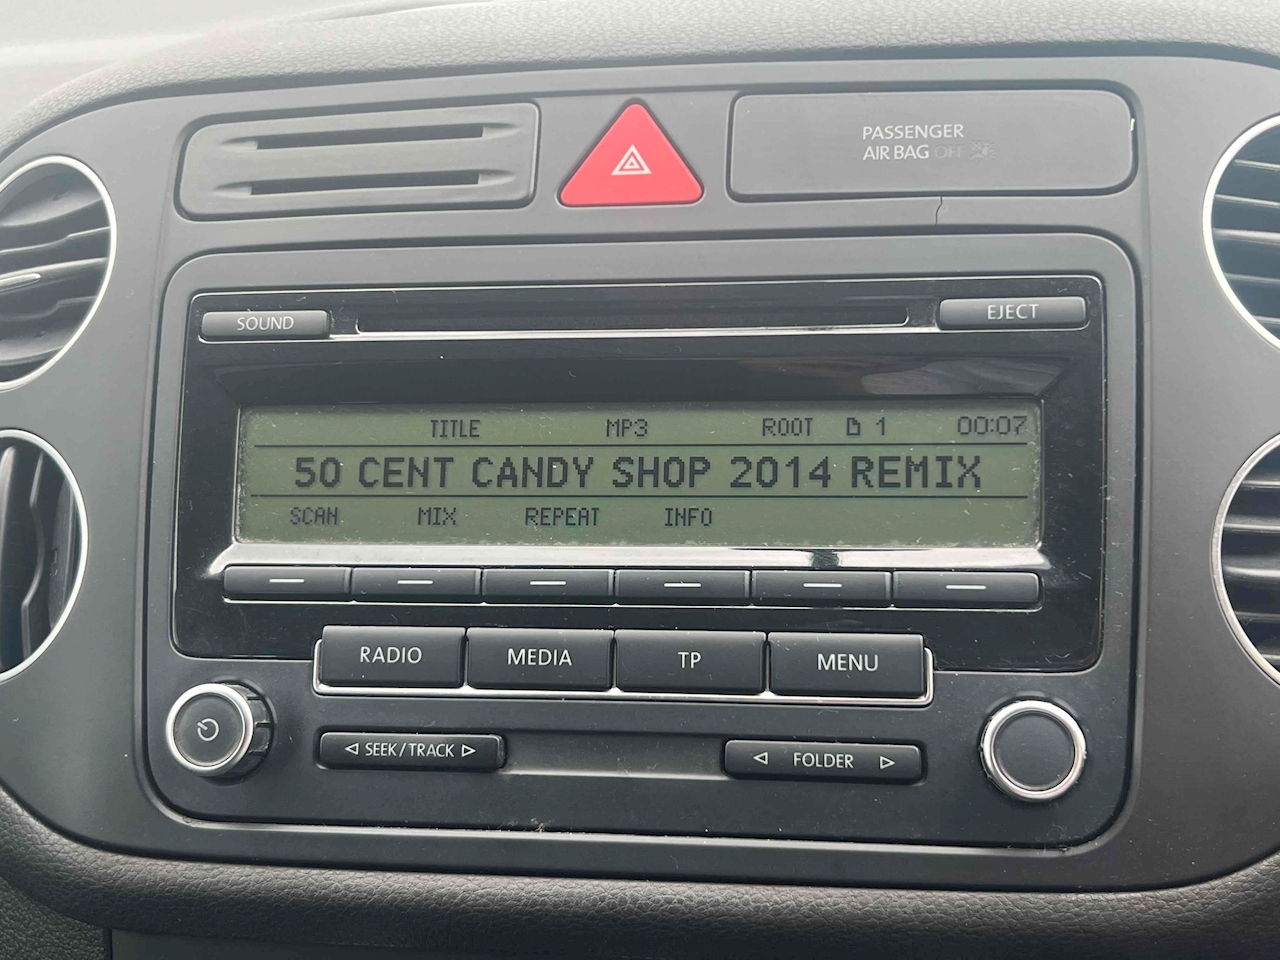 PASSENGER
AIR BAG OFF
SOUND
EJECT
TITLE MP3 ROOT 1 00:07
50 CENT CANDY SHOP 2014 REMIX
SCAN MIX REPEAT INFO
RADIO MEDIA TP MENU
SEEK/TRACK
FOLDER